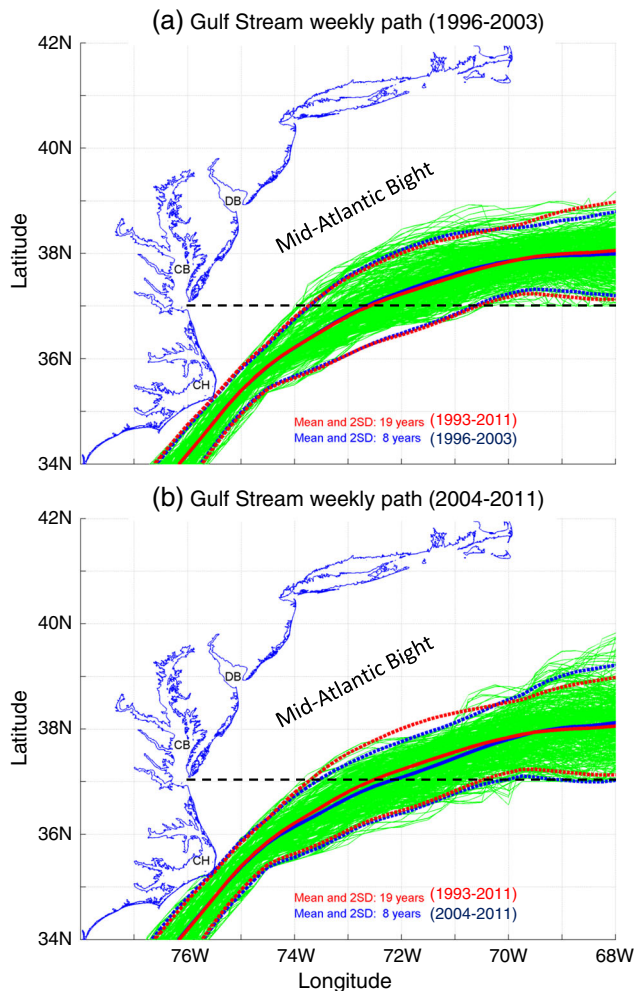 (a) Gulf Stream weekly path (1996-2003)
42N
40N
38N
36N
34N
Latitude
DB
CB
CH
Mid-Atlantic Bight
Mean and 2SD: 19 years (1993-2011)
Mean and 2SD: 8 years (1996-2003)
(b) Gulf Stream weekly path (2004-2011)
42N
40N
38N
36N
34N
Latitude
DB
CB
CH
Mid-Atlantic Bight
Mean and 2SD: 19 years (1993-2011)
Mean and 2SD: 8 years (2004-2011)
76W 74W 72W 70W 68W
Longitude